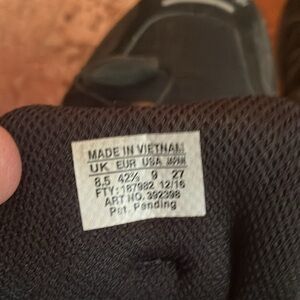 MADE IN VIETNAM
UK EUR USA JAPAN
8.5 42⅔ 9 27
FTY: 187982 12/16
ART NO. 392398
Pat. Pending